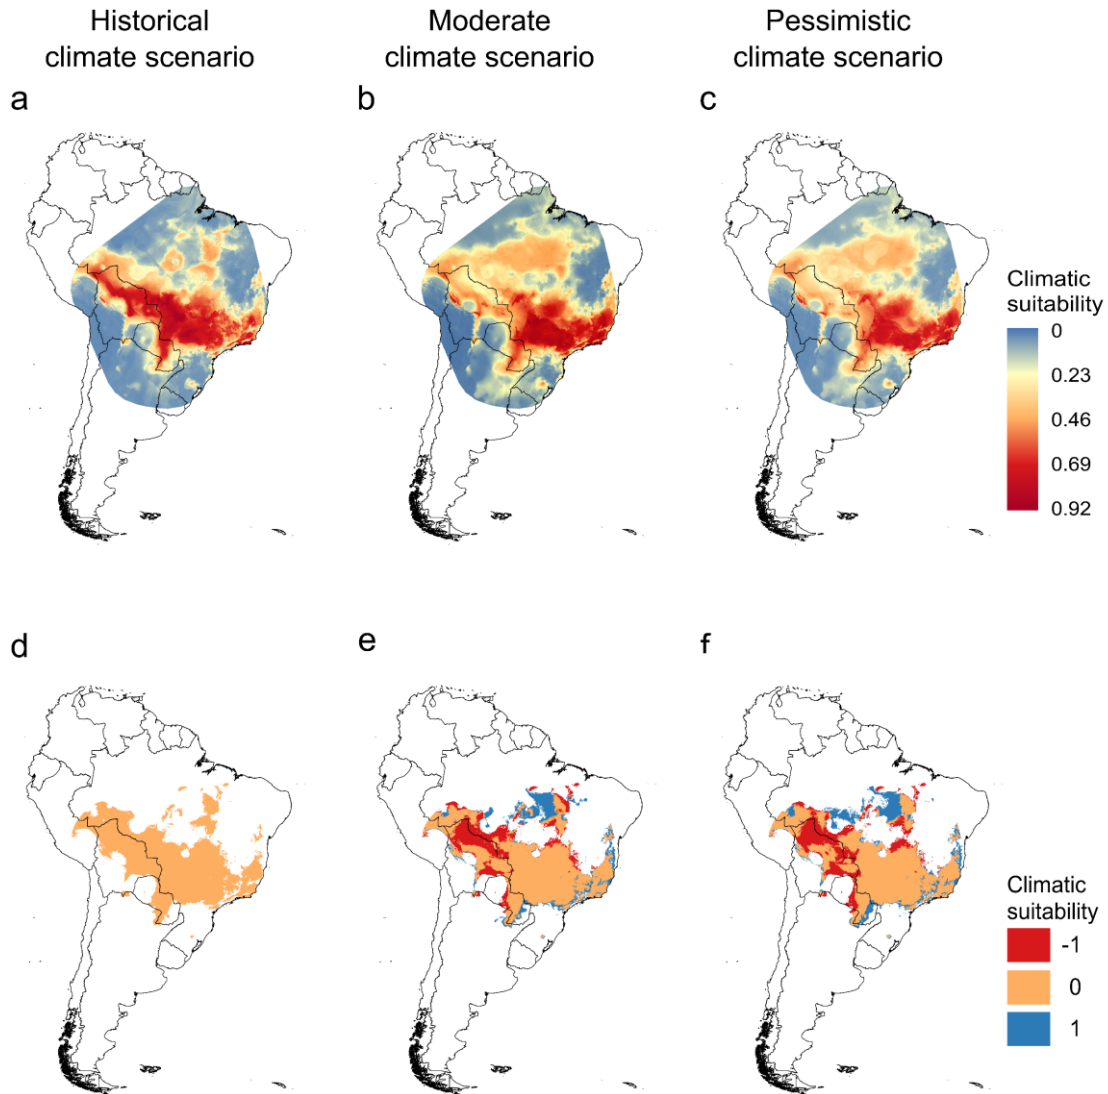 Historical
climate scenario
Moderate
climate scenario
Pessimistic
climate scenario
a
b
c
Climatic
suitability
0
0.23
0.46
0.69
0.92
d
e
f
Climatic
suitability
-1
0
1